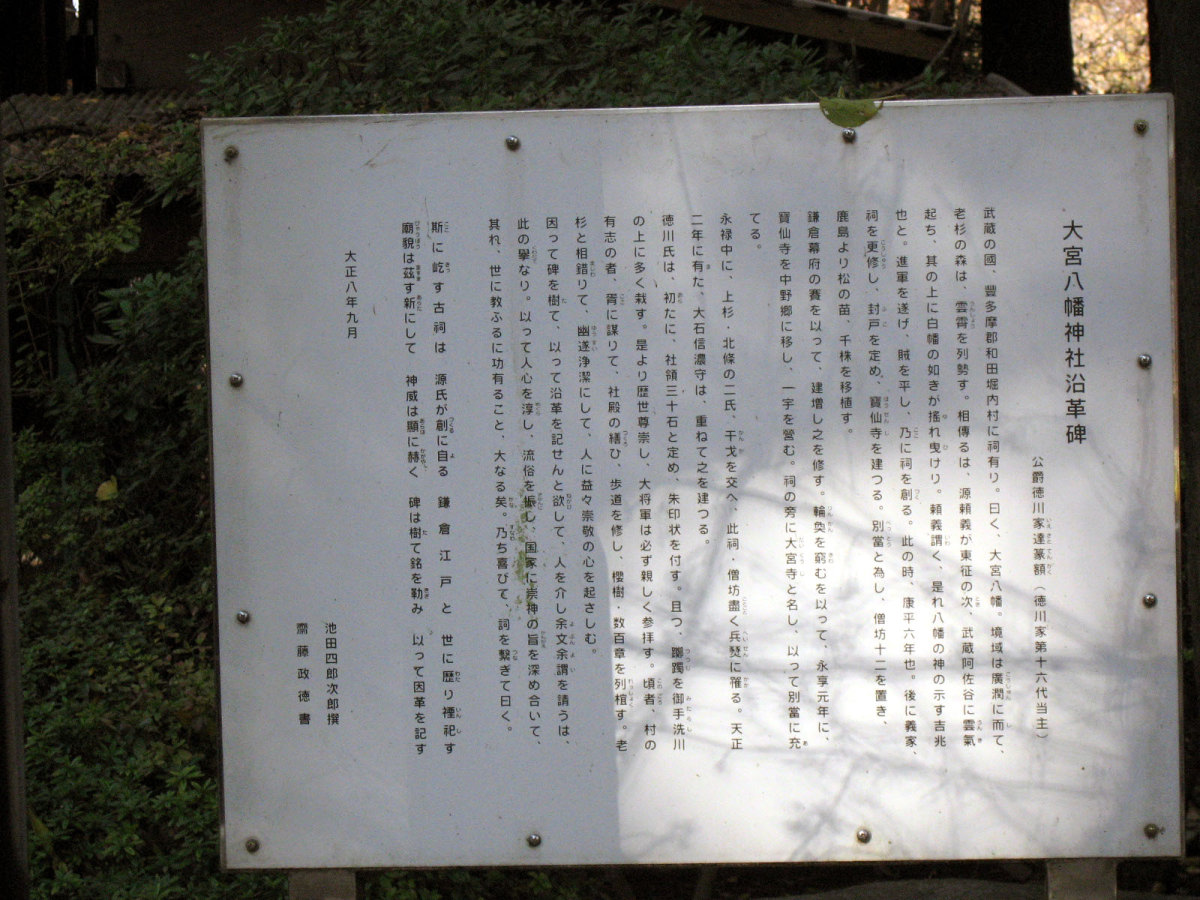 大宮八幡神社沿革碑
公爵徳川家達篆額（徳川家第十六代当主）
武蔵の國、豐多摩郡和田堀内村に祠有り。曰く、大宮八幡。境域は廣潤に而て、
老杉の森は、雲霄を列勢す。相傳るは、源頼義が東征の次、武蔵阿佐谷に雲氣
起ち、其の上に白幡の如きが搖れ曳けり。頼義謂く、是れ八幡の神の示す吉兆
也と。進軍を遂げ、賊を平し、乃に祠を創る。此の時、康平六年也。後に義家、
祠を更修し、封戸を定め、寶仙寺を建つる。別當と為し、僧坊十二を置き、
鹿島より松の苗、千株を移植す。
鎌倉幕府の賽を以って、建増し之を修す。輪奐を窮むを以って、永享元年に、
寶仙寺を中野郷に移し、一宇を營む。祠の旁に大宮寺と名し、以って別當に充
てる。
永禄中に、上杉・北條の二氏、干戈を交へ、此祠・僧坊盡く兵燹に罹る。天正
二年に有た、大石信濃守は、重ねて之を建つる。
徳川氏は、初たに、社領三十石と定め、朱印状を付す。且つ、躑躅を御手洗川
の上に多く栽す。是より歴世尊崇し、大将軍は必ず親しく参拝す。頃者、村の
有志の者、胥に謀りて、社殿の繕ひ、歩道を修し、櫻樹・数百章を列植す。老
杉と相錯りて、幽遂浄潔にして、人に益々崇敬の心を起さしむ。
因って碑を樹て、以って沿革を記せんと欲して、人を介し余文余謂を請うは、
此の擧なり。以って人心を淳し、流俗を振し、国家に崇神の旨を深め合いて、
其れ、世に教ふるに功有ること、大なる矣。乃ち喜びて、詞を繫ぎて曰く。
斯に屹す古祠は　源氏が創に自る　鎌倉江戸と　世に歴り禋祀す
廟貌は茲す新にして　神威は顯に赫く　碑は樹て銘を勒み　以って因革を記す
大正八年九月
池田四郎次郎撰
齋藤政徳書